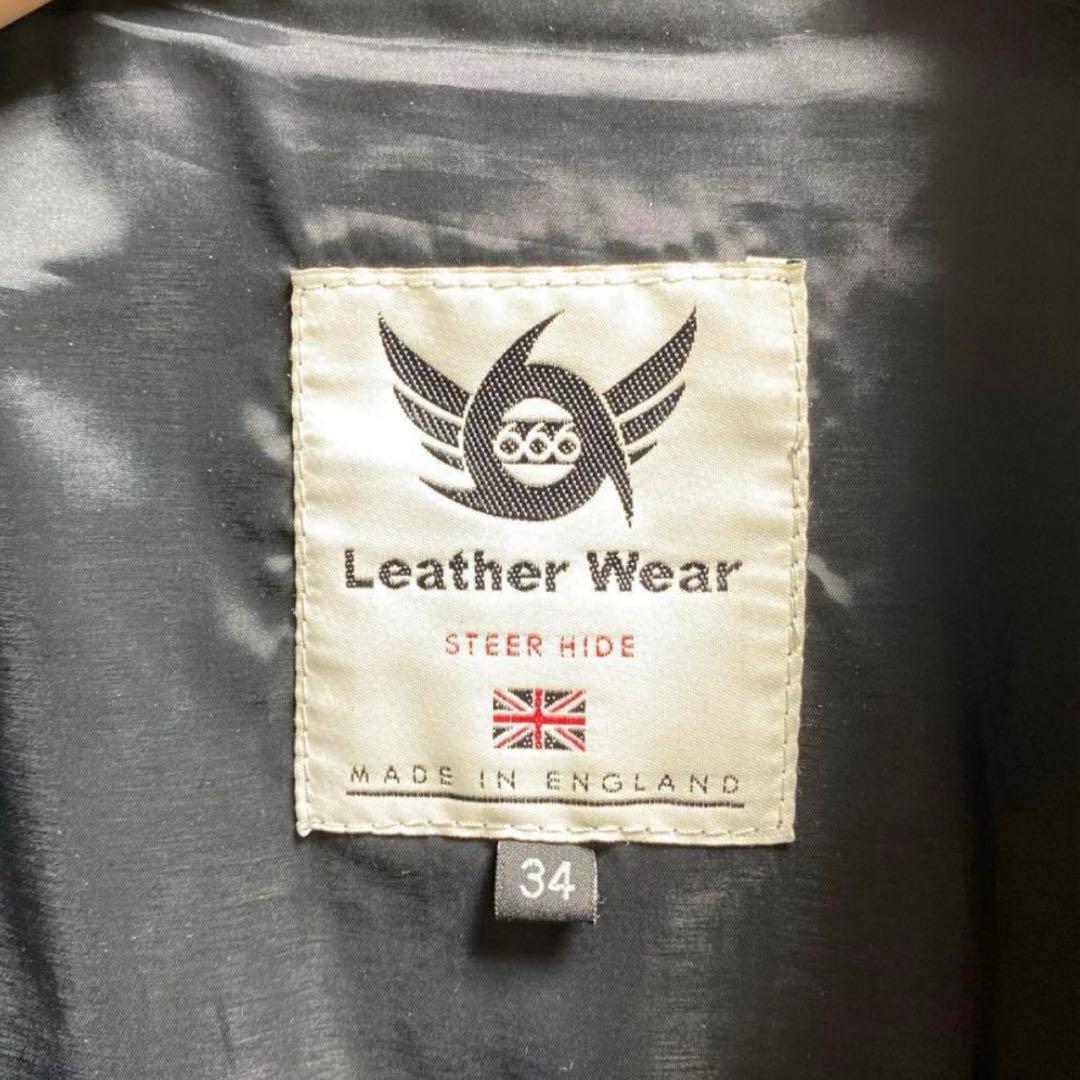 666
Leather Wear
STEER HIDE
MADE IN ENGLAND
34